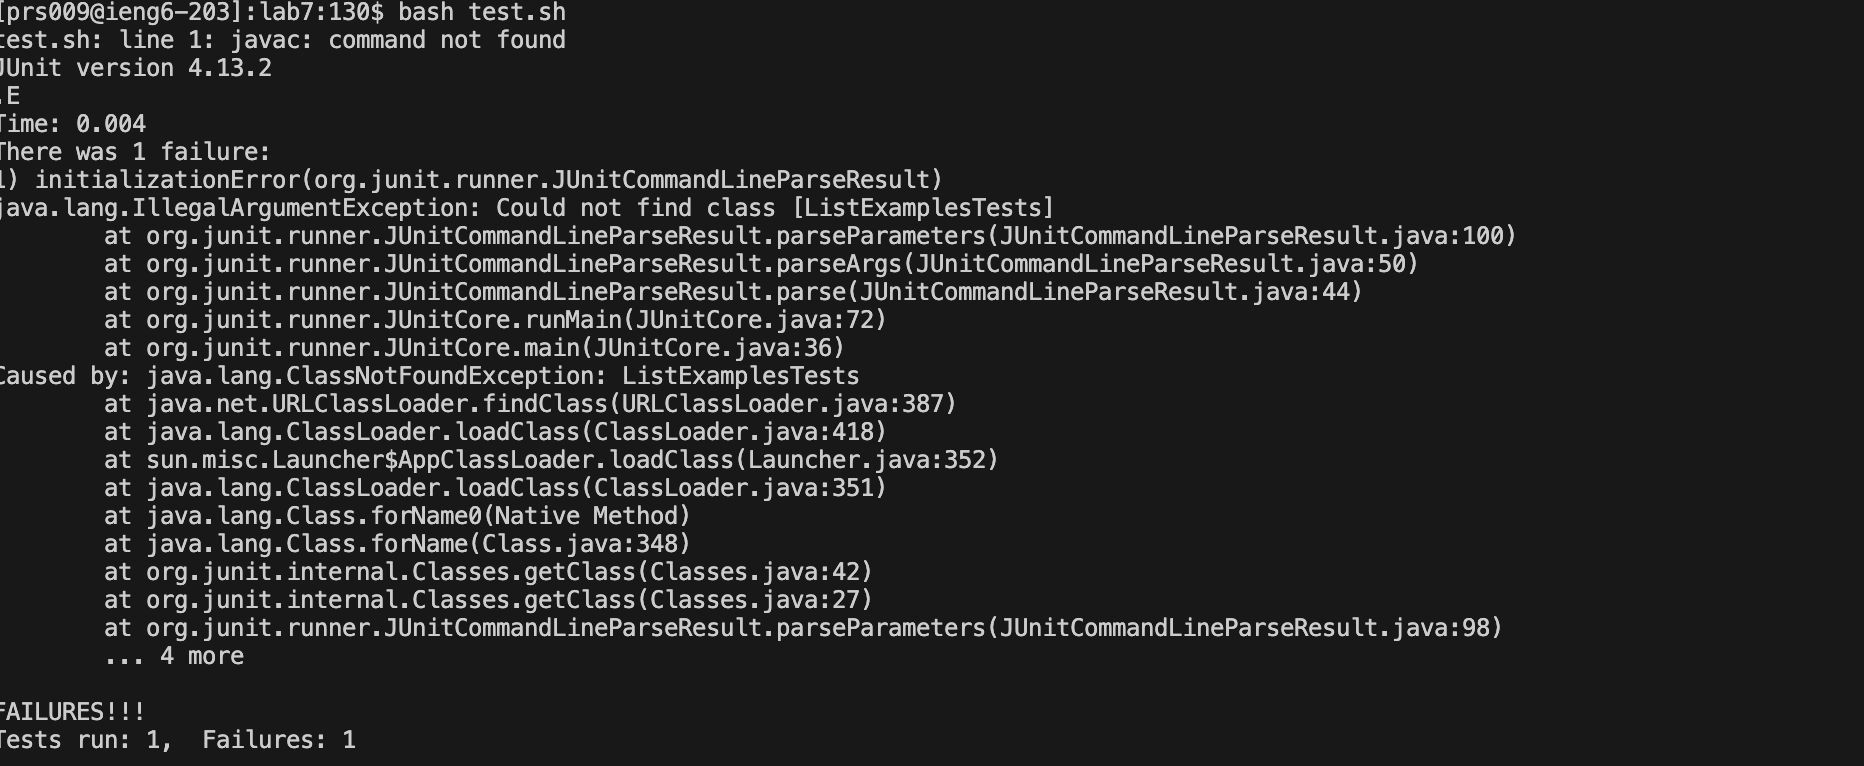 [prs009@ieng6-203]:lab7:130$ bash test.sh
test.sh: line 1: javac: command not found
JUnit version 4.13.2
.E
Time: 0.004
There was 1 failure:
1) initializationError(org.junit.runner.JUnitCommandLineParseResult)
java.lang.IllegalArgumentException: Could not find class [ListExamplesTests]
        at org.junit.runner.JUnitCommandLineParseResult.parseParameters(JUnitCommandLineParseResult.java:100)
        at org.junit.runner.JUnitCommandLineParseResult.parseArgs(JUnitCommandLineParseResult.java:50)
        at org.junit.runner.JUnitCommandLineParseResult.parse(JUnitCommandLineParseResult.java:44)
        at org.junit.runner.JUnitCore.runMain(JUnitCore.java:72)
        at org.junit.runner.JUnitCore.main(JUnitCore.java:36)
Caused by: java.lang.ClassNotFoundException: ListExamplesTests
        at java.net.URLClassLoader.findClass(URLClassLoader.java:387)
        at java.lang.ClassLoader.loadClass(ClassLoader.java:418)
        at sun.misc.Launcher$AppClassLoader.loadClass(Launcher.java:352)
        at java.lang.ClassLoader.loadClass(ClassLoader.java:351)
        at java.lang.Class.forName0(Native Method)
        at java.lang.Class.forName(Class.java:348)
        at org.junit.internal.Classes.getClass(Classes.java:42)
        at org.junit.internal.Classes.getClass(Classes.java:27)
        at org.junit.runner.JUnitCommandLineParseResult.parseParameters(JUnitCommandLineParseResult.java:98)
        ... 4 more
FAILURES!!!
Tests run: 1,  Failures: 1